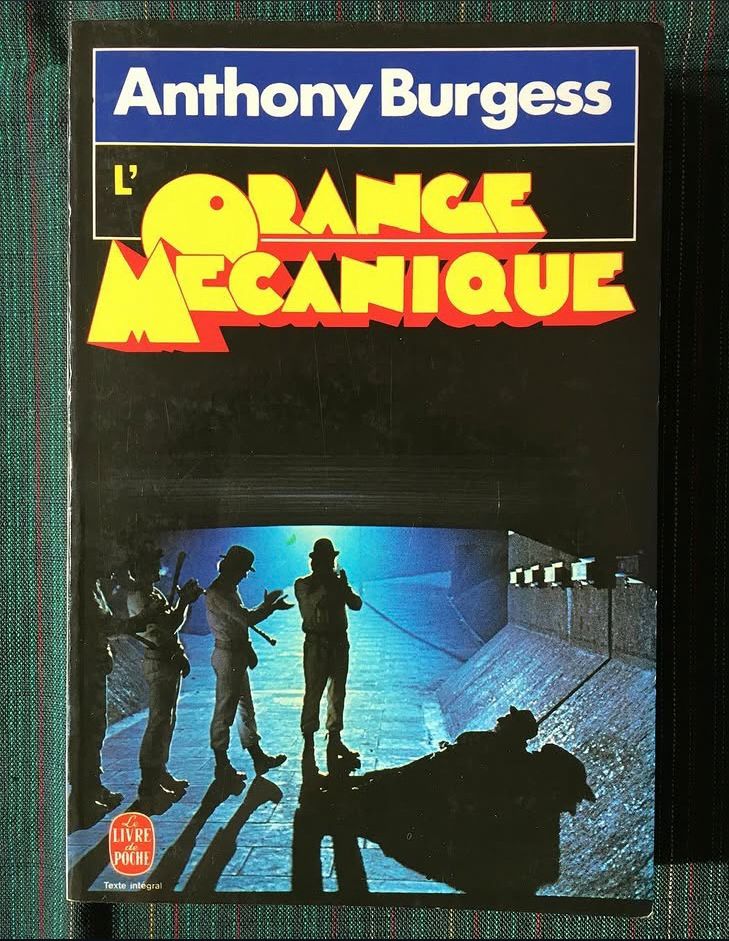 Anthony Burgess
L'ORANGE
MECANIQUE
Le
LIVRE
de
POCHE
Texte intégral